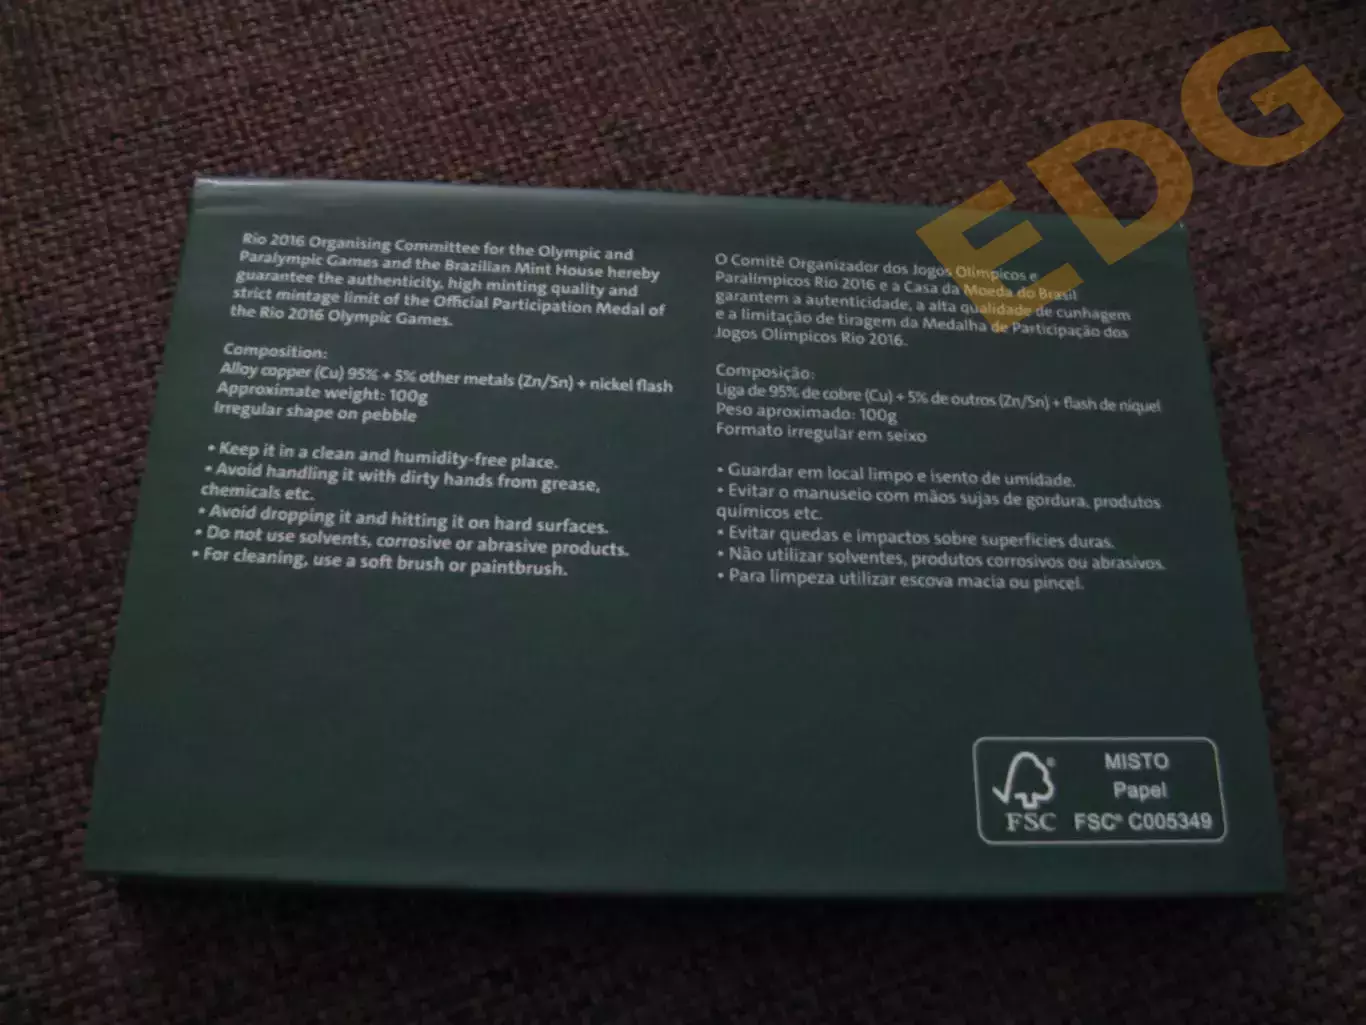 Rio 2016 Organising Committee for the Olympic and
Paralympic Games and the Brazilian Mint House hereby
guarantee the authenticity, high minting quality and
strict mintage limit of the Official Participation Medal of
the Rio 2016 Olympic Games.
Composition:
Alloy copper (Cu) 95% + 5% other metals (Zn/Sn) + nickel flash
Approximate weight: 100g
Irregular shape on pebble
• Keep it in a clean and humidity-free place.
• Avoid handling it with dirty hands from grease,
chemicals etc.
• Avoid dropping it and hitting it on hard surfaces.
• Do not use solvents, corrosive or abrasive products.
• For cleaning, use a soft brush or paintbrush.
O Comitê Organizador dos Jogos Olímpicos e
Paralímpicos Rio 2016 e a Casa da Moeda do Brasil
garantem a autenticidade, a alta qualidade de cunhagem
e a limitação de tiragem da Medalha de Participação dos
Jogos Olímpicos Rio 2016.
Composição:
Liga de 95% de cobre (Cu) + 5% de outros (Zn/Sn) + flash de níquel
Peso aproximado: 100g
Formato irregular em seixo
• Guardar em local limpo e isento de umidade.
• Evitar o manuseio com mãos sujas de gordura, produtos
químicos etc.
• Evitar quedas e impactos sobre superfícies duras.
• Não utilizar solventes, produtos corrosivos ou abrasivos.
• Para limpeza utilizar escova macia ou pincel.
MISTO
Papel
FSC® C005349
FSC
EDG